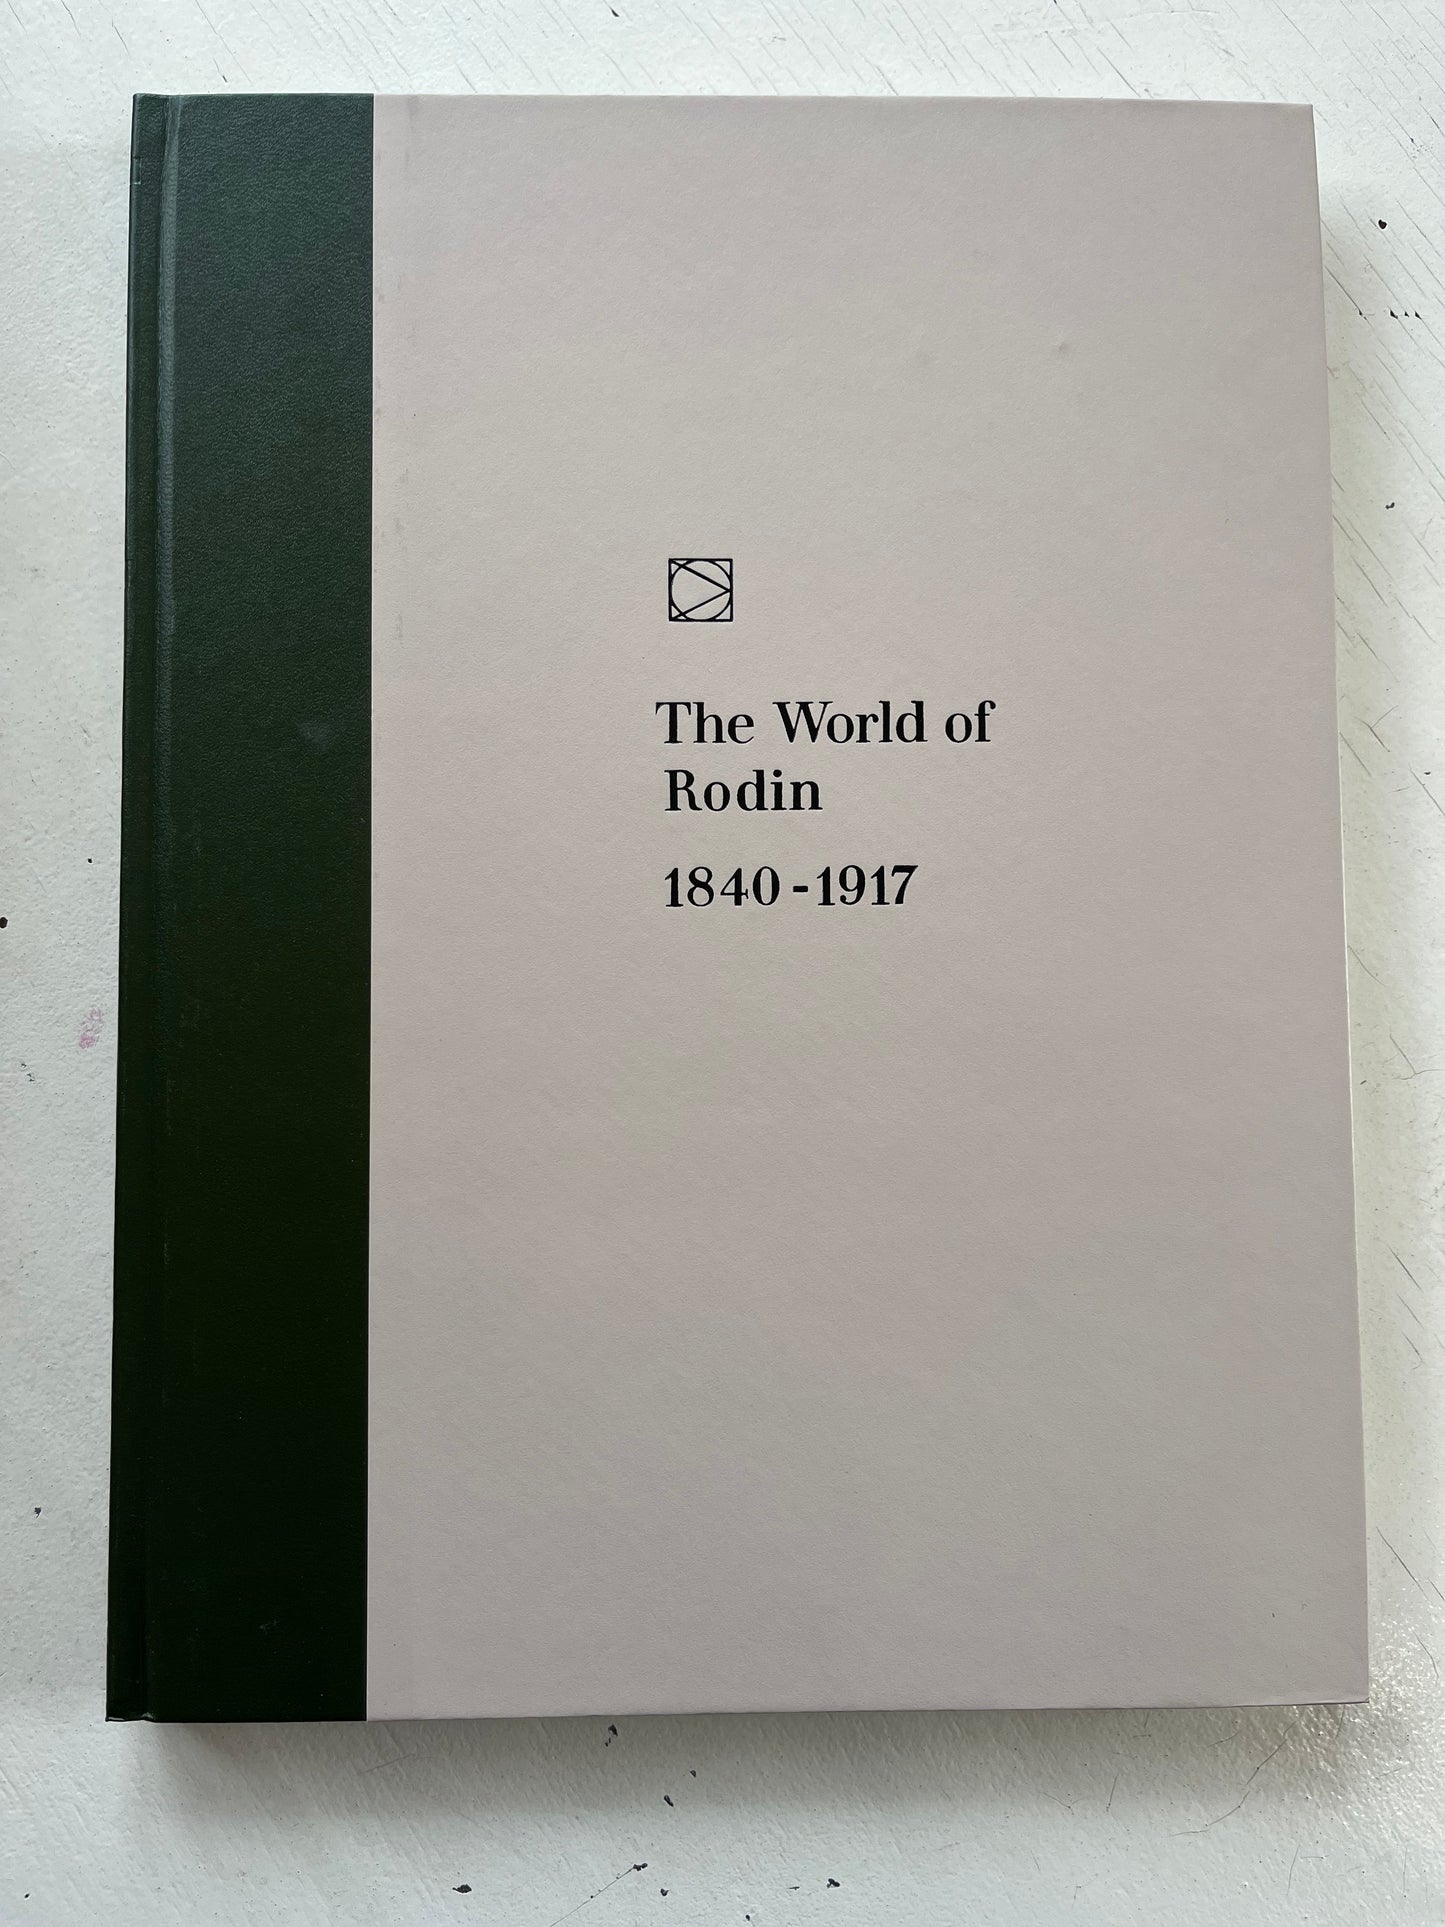 The World of
Rodin
1840-1917